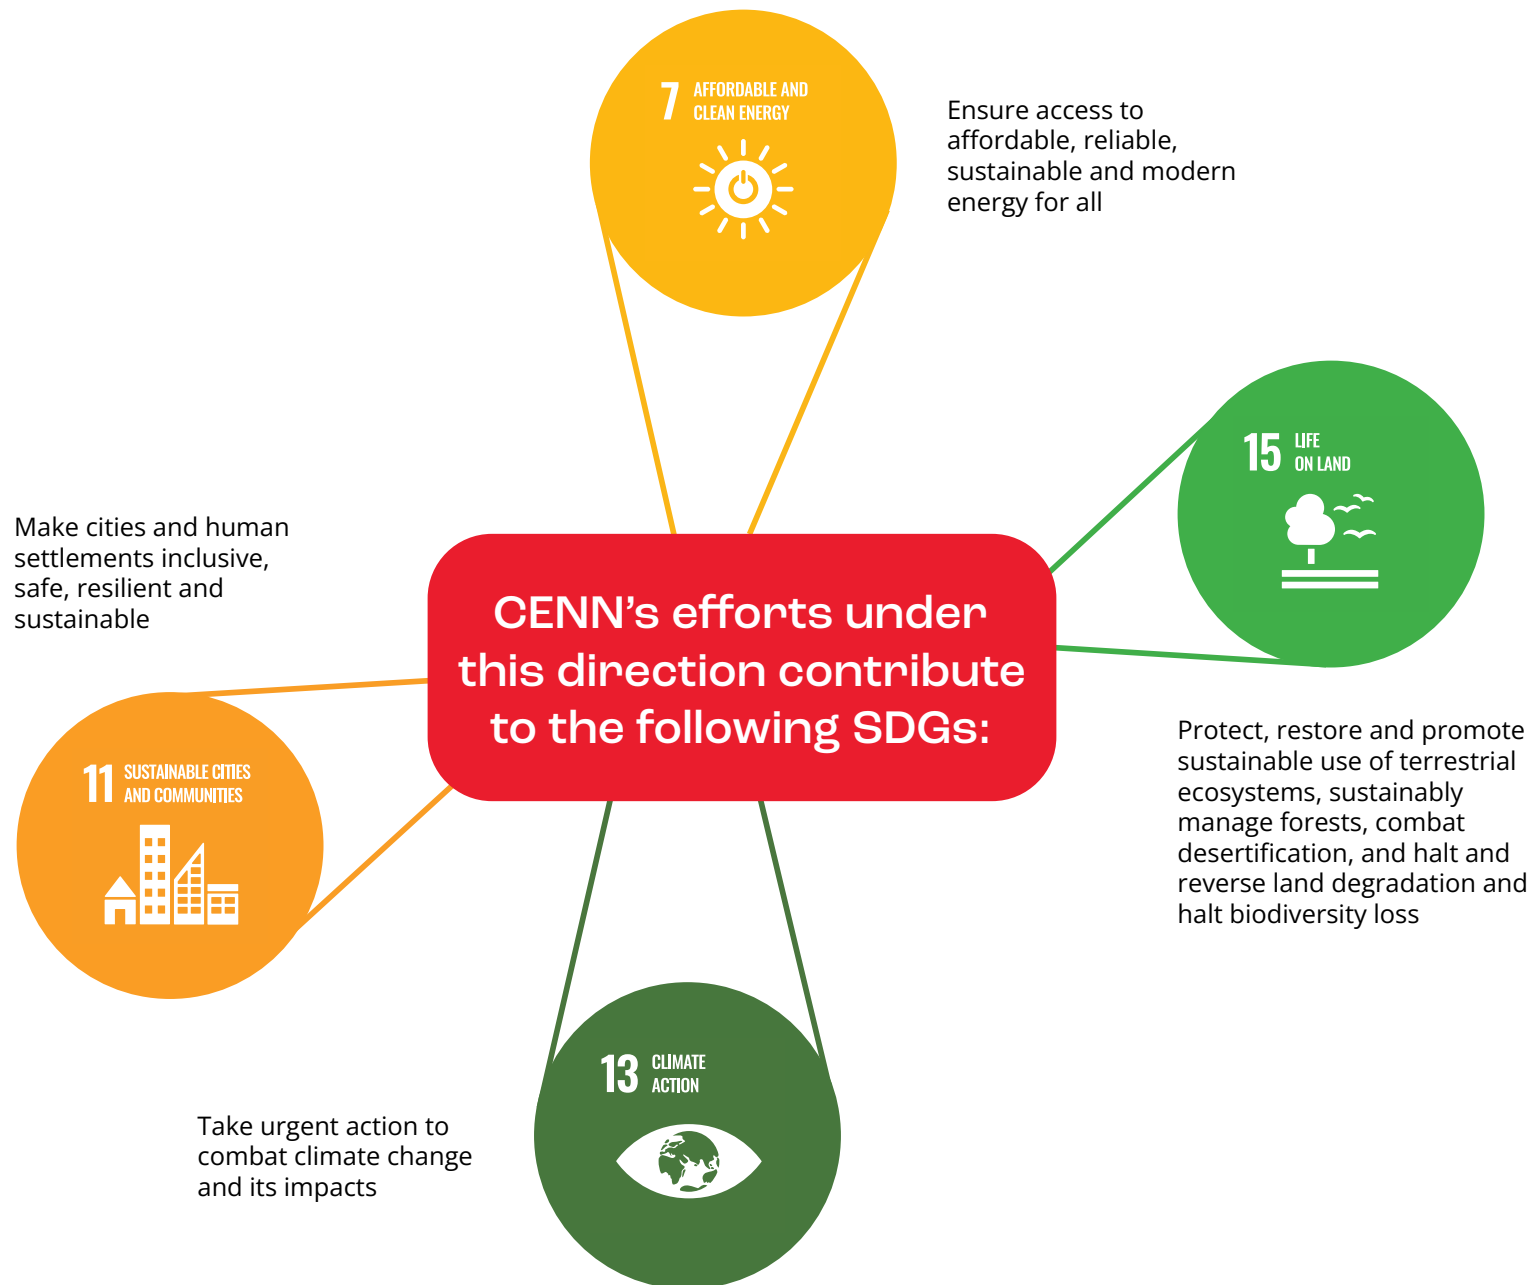 7 AFFORDABLE AND
CLEAN ENERGY
Ensure access to
affordable, reliable,
sustainable and modern
energy for all
15 LIFE
ON LAND
Protect, restore and promote
sustainable use of terrestrial
ecosystems, sustainably
manage forests, combat
desertification, and halt and
reverse land degradation and
halt biodiversity loss
CENN’s efforts under
this direction contribute
to the following SDGs:
Make cities and human
settlements inclusive,
safe, resilient and
sustainable
11 SUSTAINABLE CITIES
AND COMMUNITIES
13 CLIMATE
ACTION
Take urgent action to
combat climate change
and its impacts